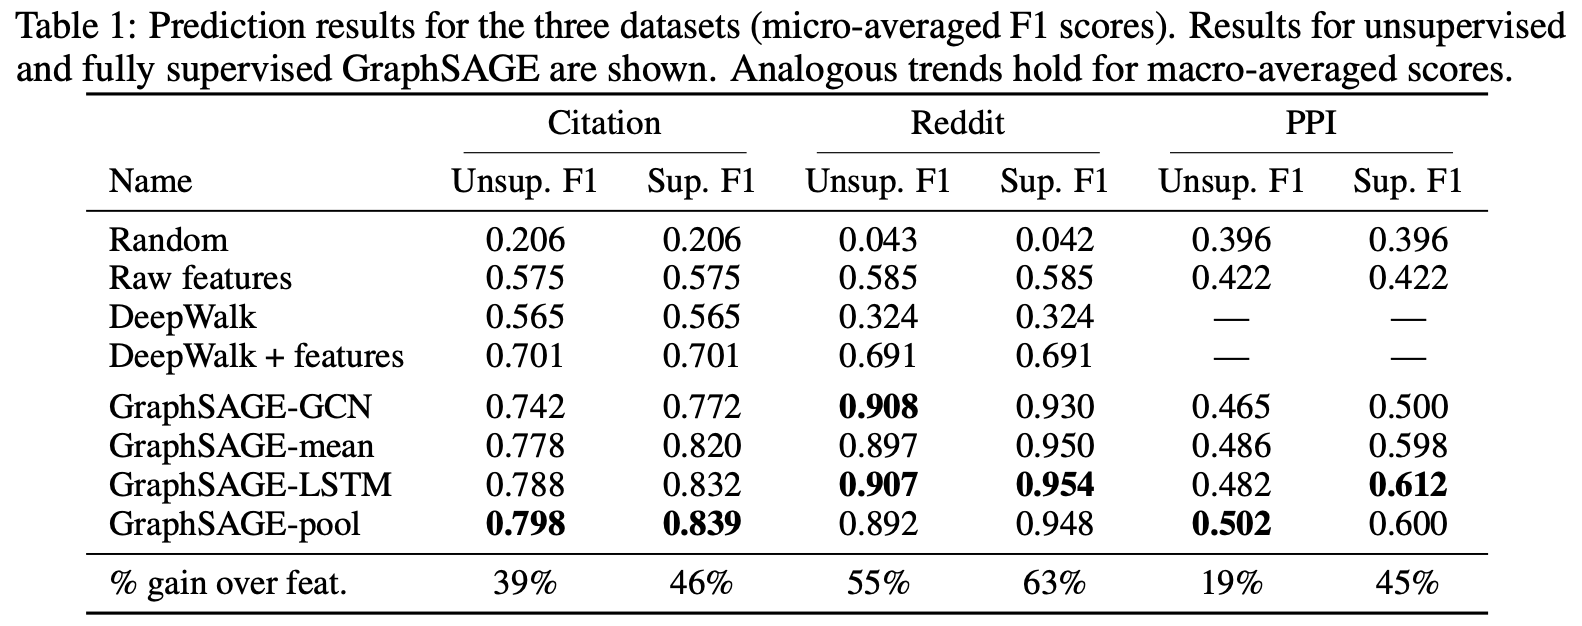 Table 1: Prediction results for the three datasets (micro-averaged F1 scores). Results for unsupervised
and fully supervised GraphSAGE are shown. Analogous trends hold for macro-averaged scores.
Citation Reddit PPI
Name Unsup. F1 Sup. F1 Unsup. F1 Sup. F1 Unsup. F1 Sup. F1
Random 0.206 0.206 0.043 0.042 0.396 0.396
Raw features 0.575 0.575 0.585 0.585 0.422 0.422
DeepWalk 0.565 0.565 0.324 0.324 — —
DeepWalk + features 0.701 0.701 0.691 0.691 — —
GraphSAGE-GCN 0.742 0.772 0.908 0.930 0.465 0.500
GraphSAGE-mean 0.778 0.820 0.897 0.950 0.486 0.598
GraphSAGE-LSTM 0.788 0.832 0.907 0.954 0.482 0.612
GraphSAGE-pool 0.798 0.839 0.892 0.948 0.502 0.600
% gain over feat. 39% 46% 55% 63% 19% 45%